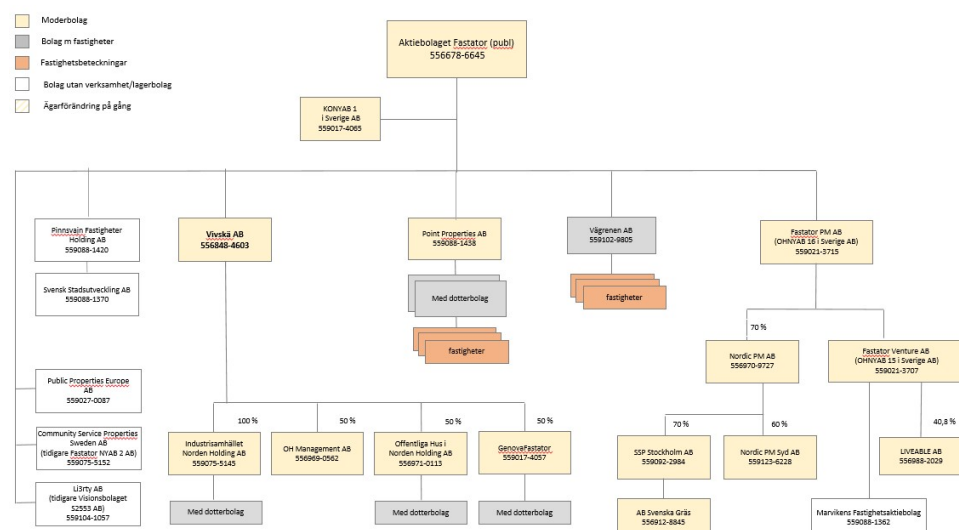 Moderbolag
Bolag m fastigheter
Fastighetsbeteckningar
Bolag utan verksamhet/lagerbolag
Ägarförändring på gång
Aktiebolaget Fastator (publ)
556678-6645
KONYAB 1
i Sverige AB
559017-4065
Pinnsvain Fastigheter
Holding AB
559088-1420
Svensk Stadsutveckling AB
559088-1370
Public Properties Europe
AB
559027-0087
Community Service Properties
Sweden AB
(tidigare Fastator NYAB 2 AB)
559075-5152
Li3rty AB
(tidigare Visionsbolaget
S2553 AB)
559104-1057
Vivskä AB
556848-4603
100 %
Industrisamhället
Norden Holding AB
559075-5145
Med dotterbolag
50 %
OH Management AB
556969-0562
50 %
Offentliga Hus i
Norden Holding AB
556971-0113
Med dotterbolag
50 %
GenovaFastator
559017-4057
Med dotterbolag
Point Properties AB
559088-1438
Med dotterbolag
fastigheter
Vägrenen AB
559102-9805
fastigheter
Fastator PM AB
(OHNYAB 16 i Sverige AB)
559021-3715
70 %
Nordic PM AB
556970-9727
70 %
SSP Stockholm AB
559092-2984
AB Svenska Gräs
556912-8845
60 %
Nordic PM Syd AB
559123-6228
Fastator Venture AB
(OHNYAB 15 i Sverige AB)
559021-3707
40,8 %
LIVEABLE AB
556988-2029
Marvikens Fastighetsaktiebolag
559088-1362